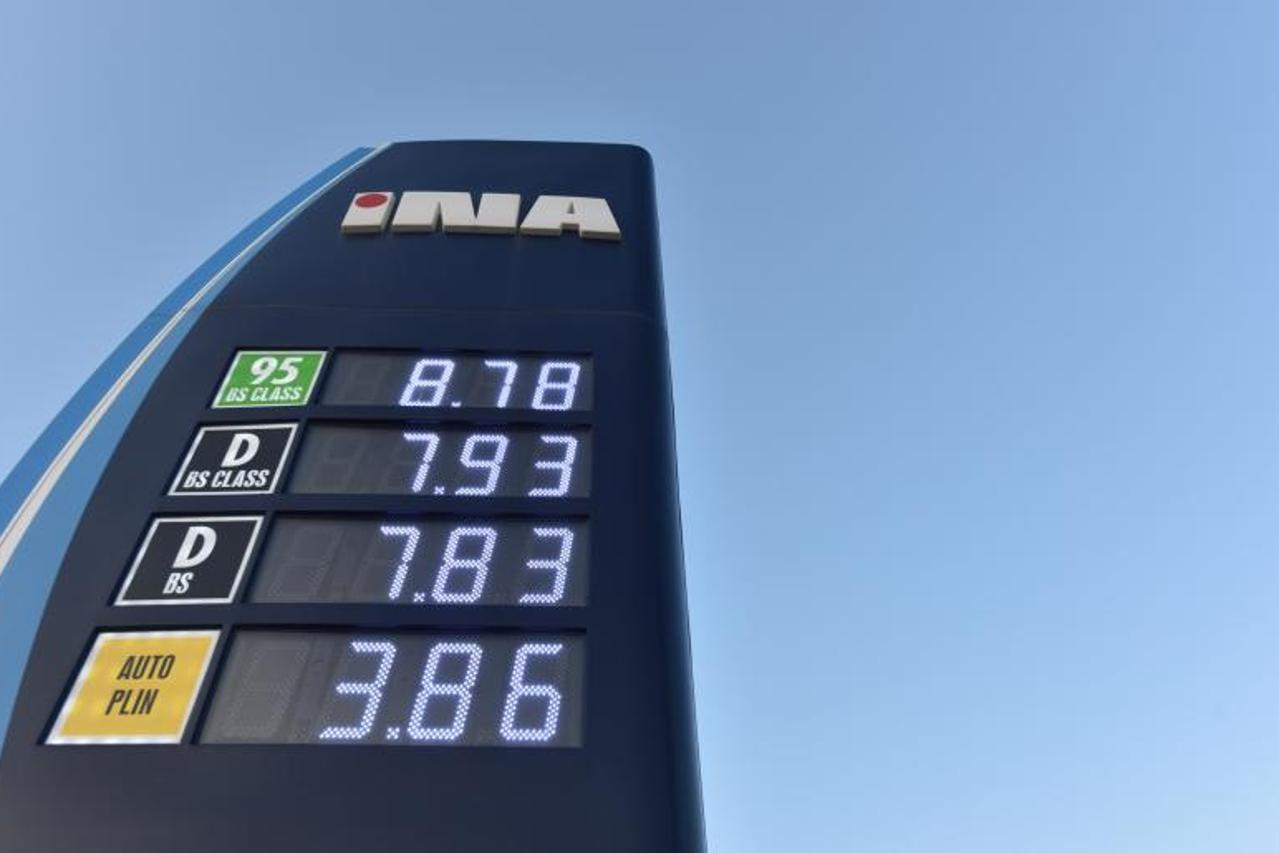 iNA
95
BS CLASS
8.78
D
BS CLASS
7.93
D
BS
7.83
AUTO
PLIN
3.86